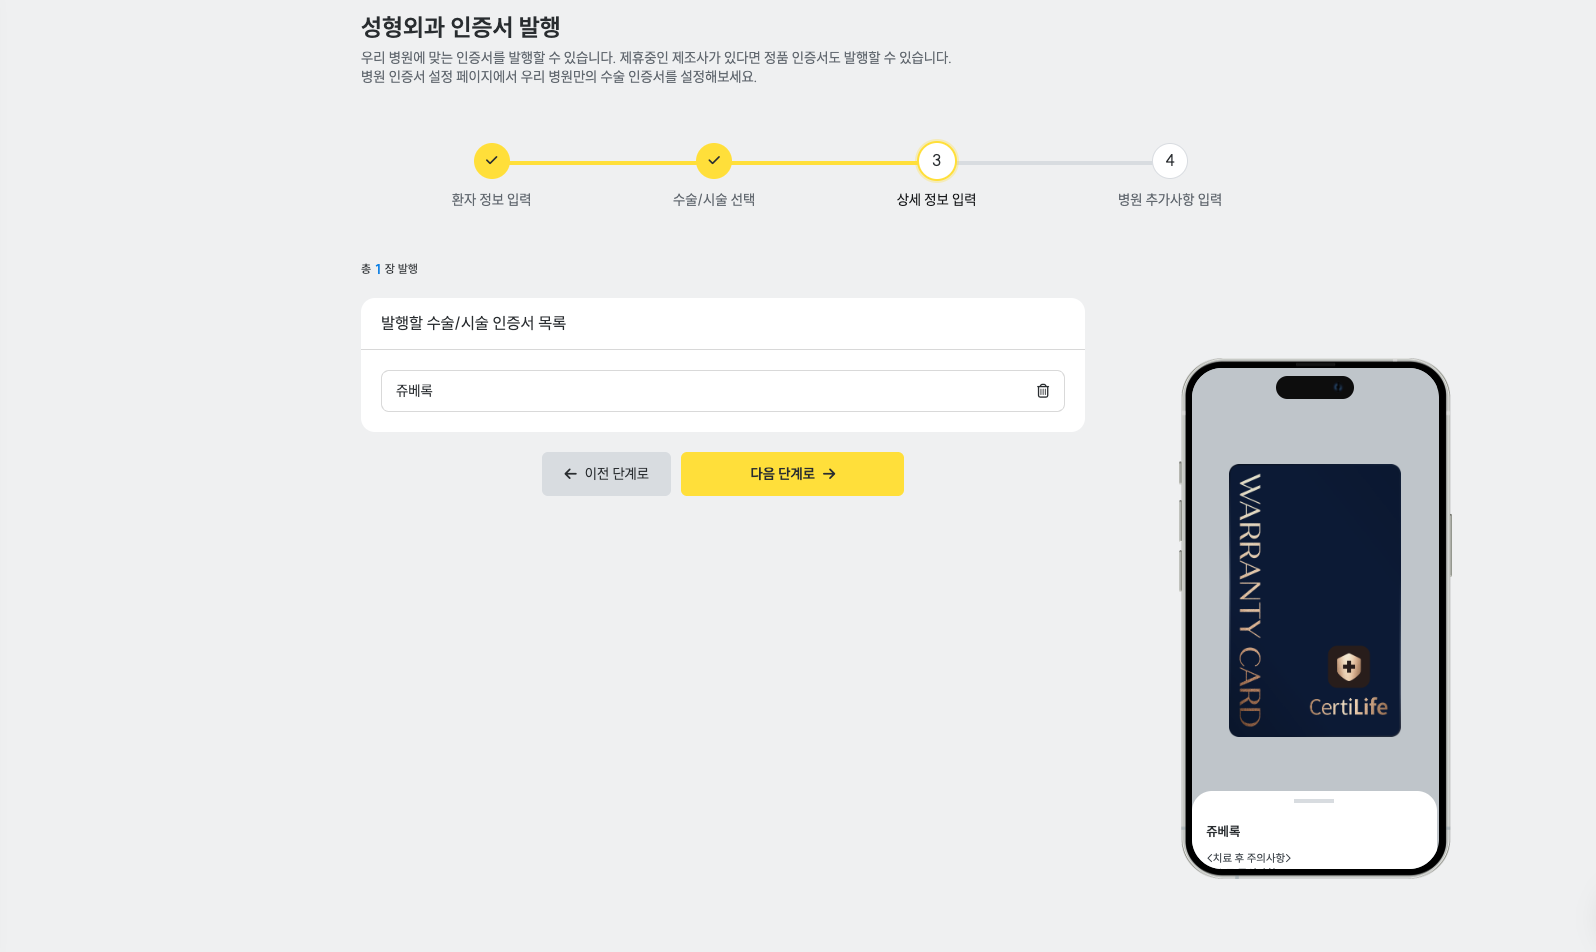 성형외과 인증서 발행
우리 병원에 맞는 인증서를 발행할 수 있습니다. 제휴중인 제조사가 있다면 정품 인증서도 발행할 수 있습니다.
병원 인증서 설정 페이지에서 우리 병원만의 수술 인증서를 설정해보세요.
3
4
환자 정보 입력
수술/시술 선택
상세 정보 입력
병원 추가사항 입력
총 1 장 발행
발행할 수술/시술 인증서 목록
쥬베룩
이전 단계로
다음 단계로
WARRANTY CARD
CertiLife
쥬베룩
<치료 후 주의사항>